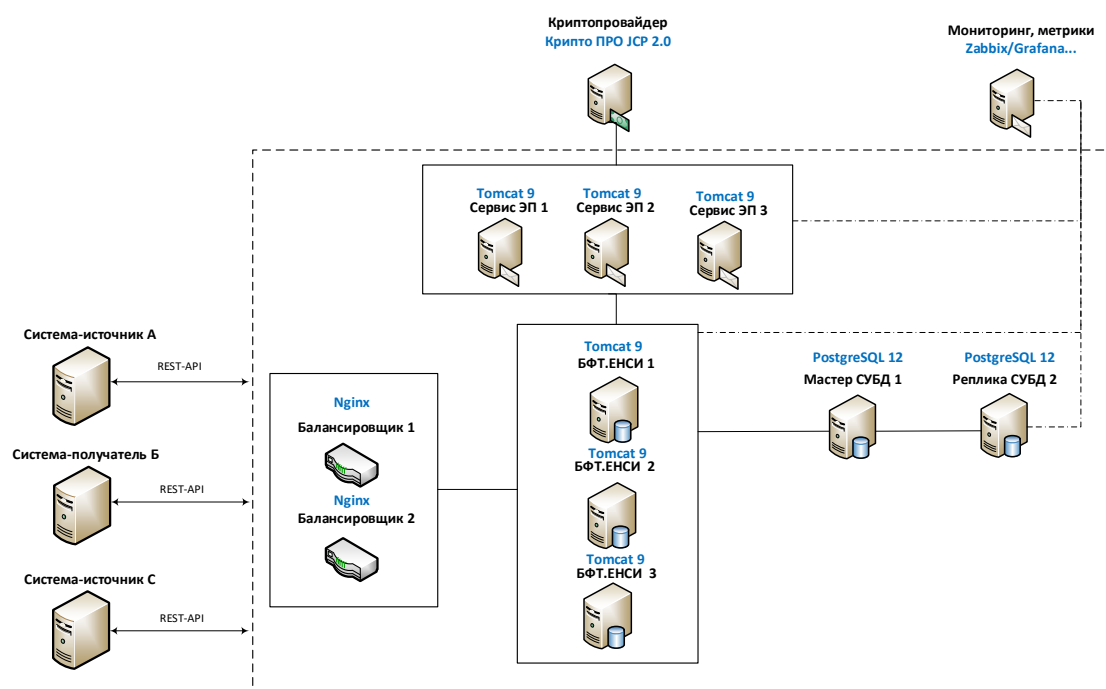 Криптопровайдер
Крипто ПРО JCP 2.0
Мониторинг, метрики
Zabbix/Grafana...
Tomcat 9
Сервис ЭП 1
Tomcat 9
Сервис ЭП 2
Tomcat 9
Сервис ЭП 3
Система-источник А
REST-API
Система-получатель Б
REST-API
Система-источник С
REST-API
Nginx
Балансировщик 1
Nginx
Балансировщик 2
Tomcat 9
БФТ.ЕНСИ 1
Tomcat 9
БФТ.ЕНСИ 2
Tomcat 9
БФТ.ЕНСИ 3
PostgreSQL 12
Мастер СУБД 1
PostgreSQL 12
Реплика СУБД 2